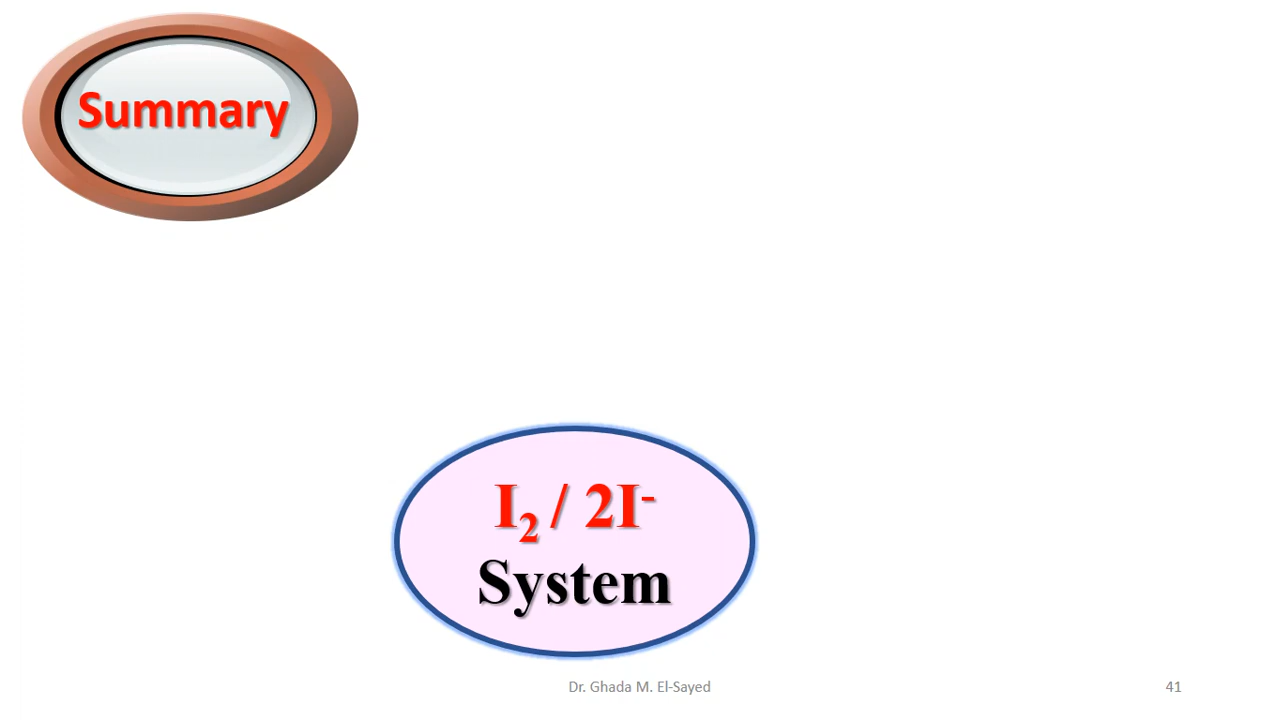 Summary
I₂ / 2I⁻
System
Dr. Ghada M. El-Sayed
41